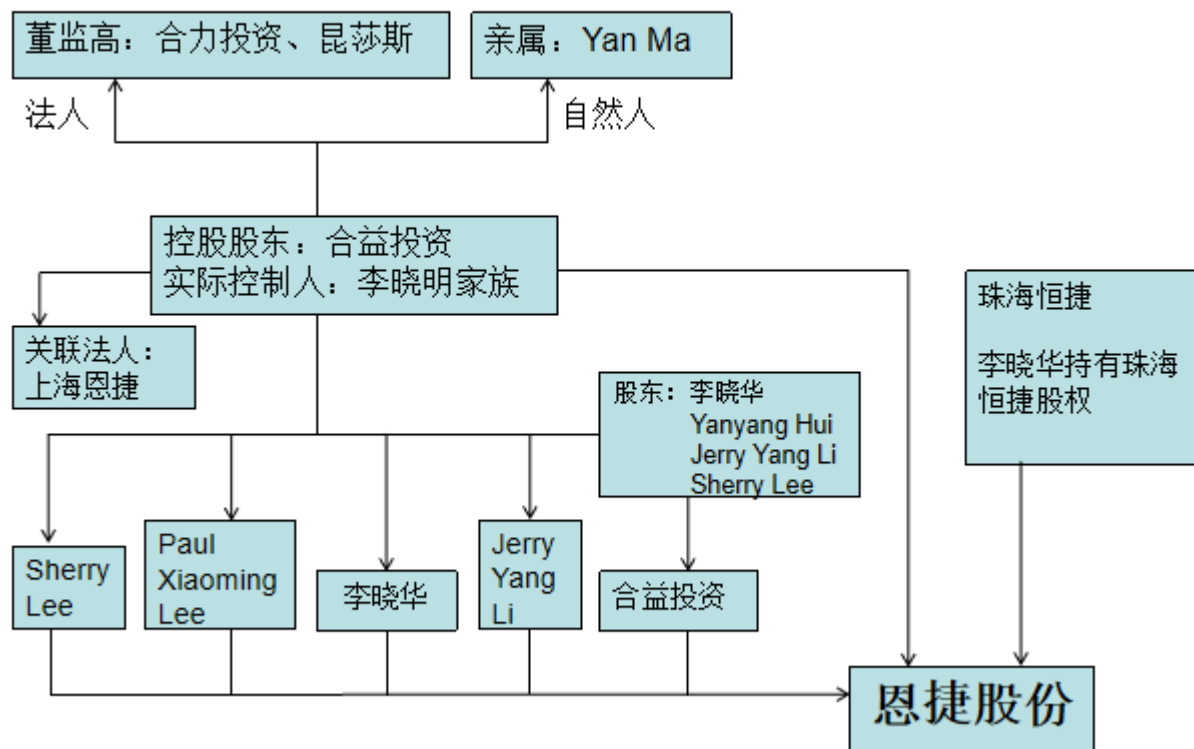 董监高：合力投资、昆莎斯
亲属：Yan Ma
法人
自然人
控股股东：合益投资
实际控制人：李晓明家族
关联法人：
上海恩捷
珠海恒捷
李晓华持有珠海
恒捷股权
股东：李晓华
Yanyang Hui
Jerry Yang Li
Sherry Lee
Sherry
Lee
Paul
Xiaoming
Lee
李晓华
Jerry
Yang
Li
合益投资
恩捷股份